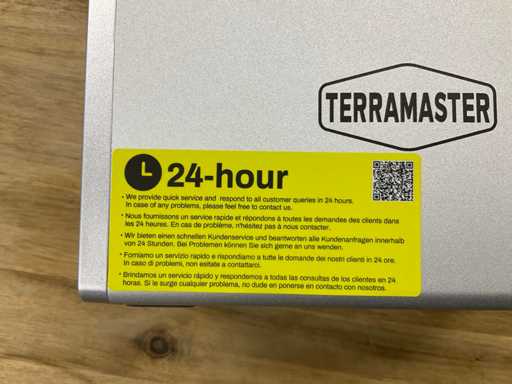 TERRAMASTER
24-hour
• We provide quick service and respond to all customer queries in 24 hours.
In case of any problems, please feel free to contact us.
• Nous fournissons un service rapide et répondons à toutes les demandes des clients dans
les 24 heures. En cas de problème, n'hésitez pas à nous contacter.
• Wir bieten einen schnellen Kundenservice und beantworten alle Kundenanfragen innerhalb
von 24 Stunden. Bei Problemen können Sie sich gerne an uns wenden.
• Forniamo un servizio rapido e rispondiamo a tutte le domande dei nostri clienti in 24 ore.
In caso di problemi, non esitate a contattarci.
• Brindamos un servicio rápido y respondemos a todas las consultas de los clientes en 24
horas. Si le surge cualquier problema, no dude en ponerse en contacto con nosotros.